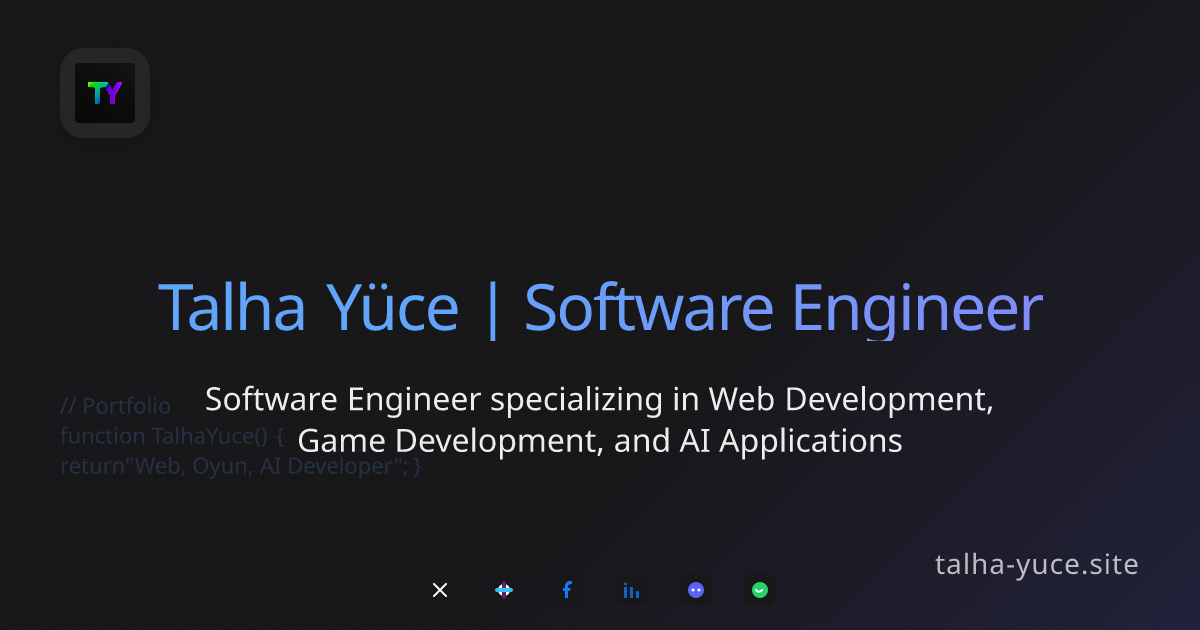 TY
Talha Yüce | Software Engineer
Software Engineer specializing in Web Development,
Game Development, and AI Applications
// Portfolio
function TalhaYuce() {
return"Web, Oyun, AI Developer"; }
talha-yuce.site